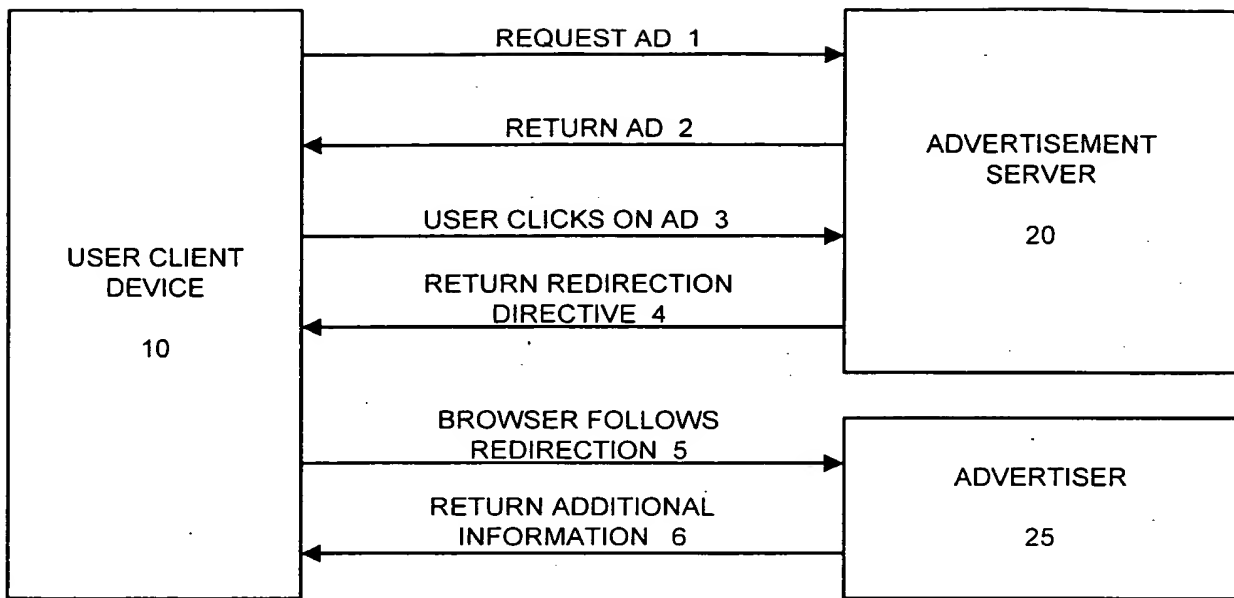 REQUEST AD 1
RETURN AD 2
USER CLICKS ON AD 3
RETURN REDIRECTION
DIRECTIVE 4
BROWSER FOLLOWS
REDIRECTION 5
RETURN ADDITIONAL
INFORMATION 6
USER CLIENT
DEVICE
10
ADVERTISEMENT
SERVER
20
ADVERTISER
25